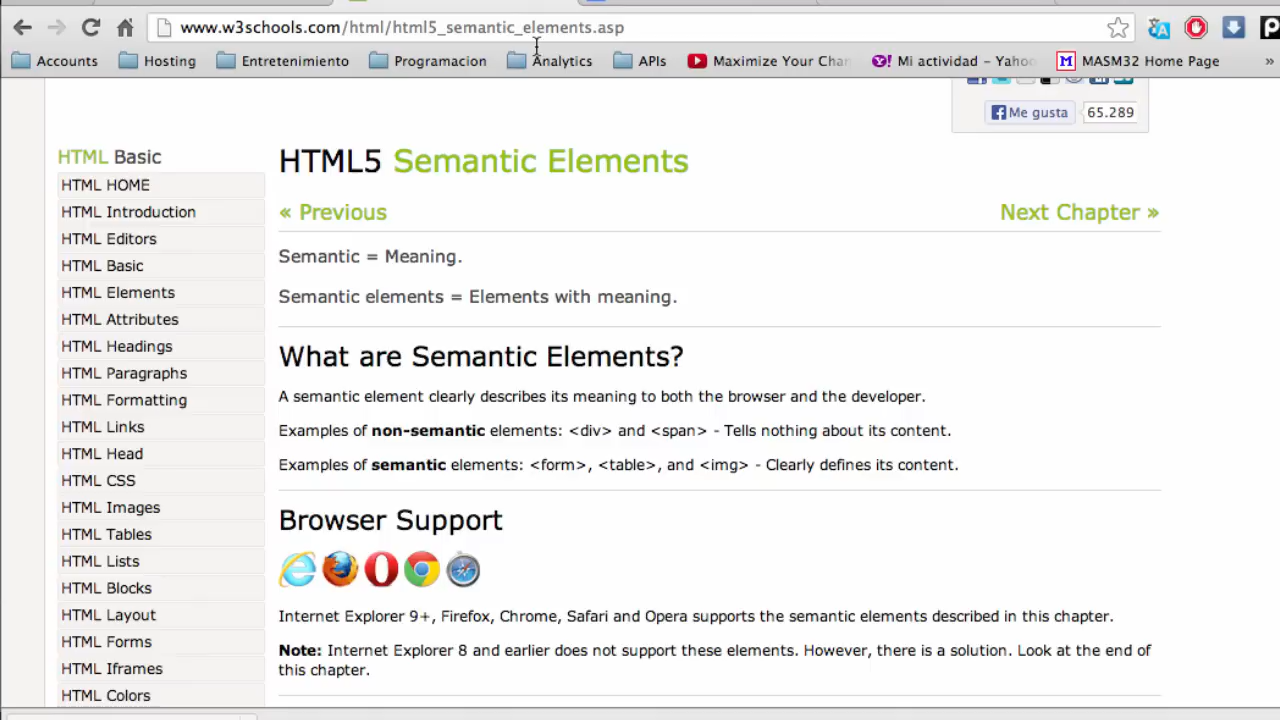 www.w3schools.com/html/html5_semantic_elements.asp
Accounts Hosting Entretenimiento Programacion Analytics APIs Maximize Your Chan Mi actividad - Yahoo MASM32 Home Page »
Me gusta 65.289
HTML Basic
HTML HOME
HTML Introduction
HTML Editors
HTML Basic
HTML Elements
HTML Attributes
HTML Headings
HTML Paragraphs
HTML Formatting
HTML Links
HTML Head
HTML CSS
HTML Images
HTML Tables
HTML Lists
HTML Blocks
HTML Layout
HTML Forms
HTML Iframes
HTML Colors
HTML5 Semantic Elements
« Previous Next Chapter »
Semantic = Meaning.
Semantic elements = Elements with meaning.
What are Semantic Elements?
A semantic element clearly describes its meaning to both the browser and the developer.
Examples of non-semantic elements: <div> and <span> - Tells nothing about its content.
Examples of semantic elements: <form>, <table>, and <img> - Clearly defines its content.
Browser Support
Internet Explorer 9+, Firefox, Chrome, Safari and Opera supports the semantic elements described in this chapter.
Note: Internet Explorer 8 and earlier does not support these elements. However, there is a solution. Look at the end of
this chapter.